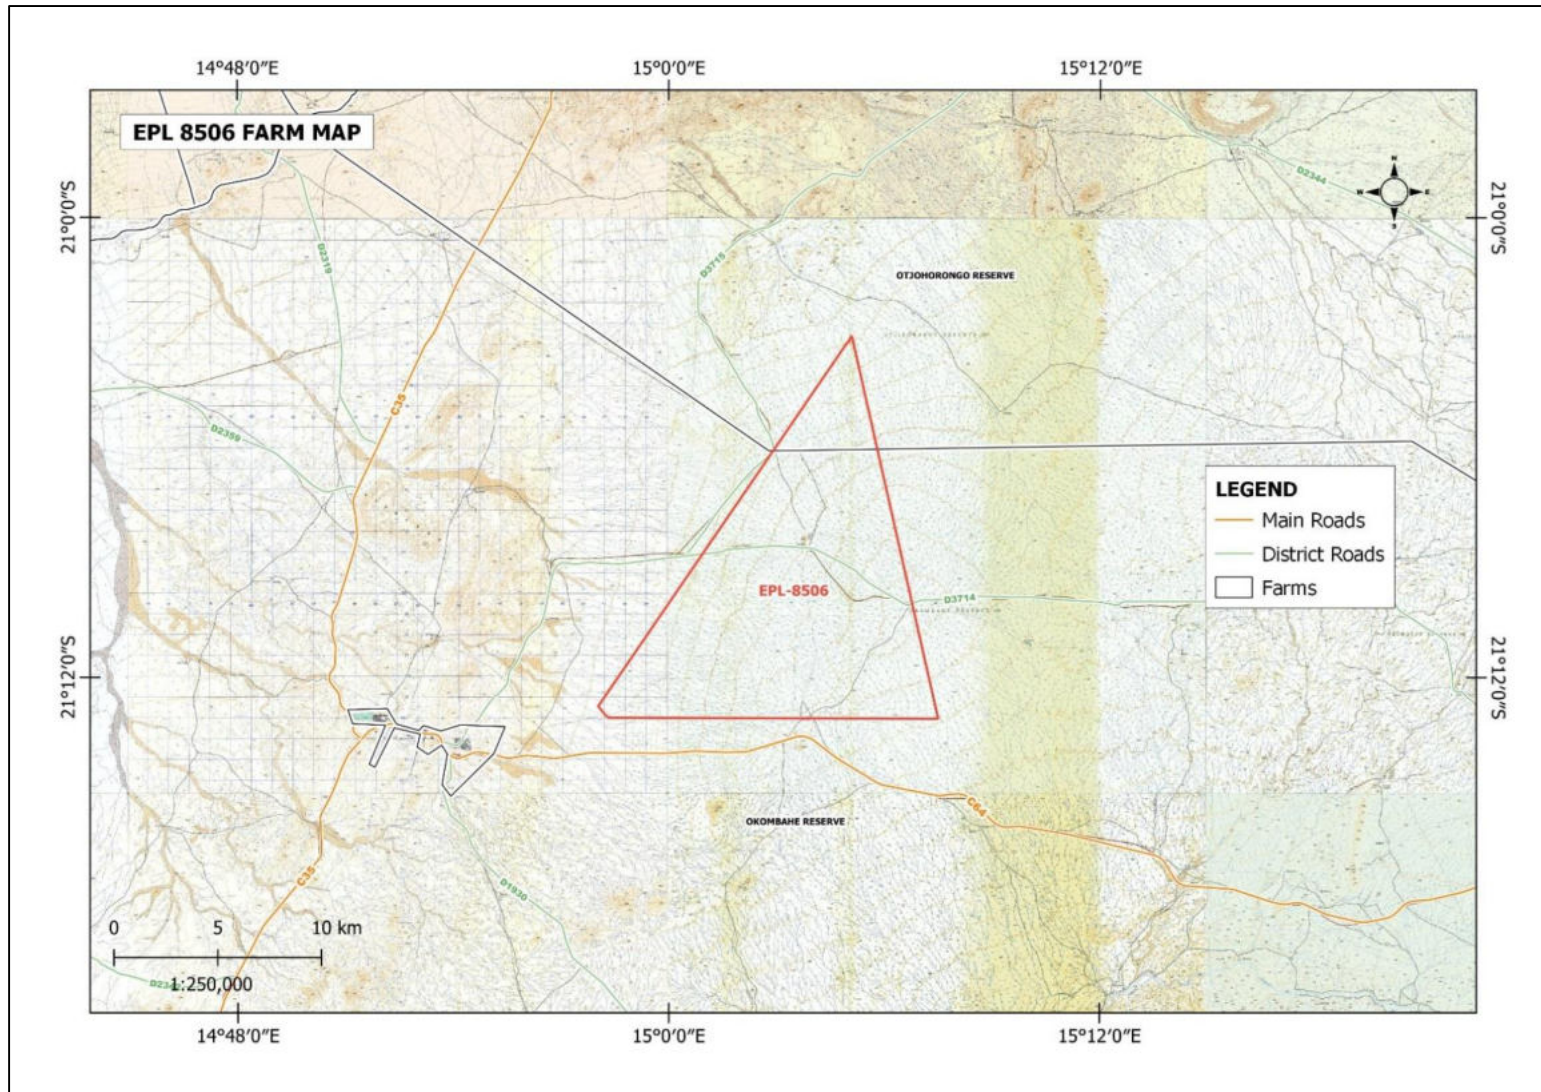 14°48'0"E
15°0'0"E
15°12'0"E
EPL 8506 FARM MAP
N
W
E
S
21°0'0"S
21°0'0"S
D2344
D2319
D3715
OTJOHORONGO RESERVE
C35
D2359
LEGEND
Main Roads
District Roads
Farms
EPL-8506
D3714
21°12'0"S
21°12'0"S
OKOMBAHE RESERVE
C64
C35
D1930
0 5 10 km
1:250,000
14°48'0"E
15°0'0"E
15°12'0"E